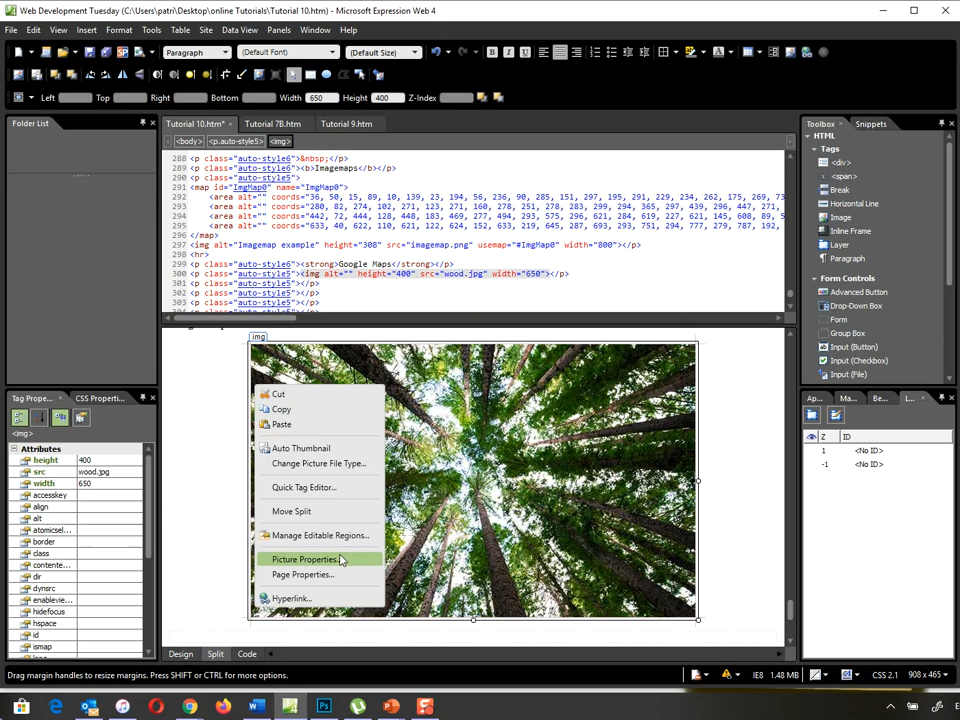 Web Development Tuesday (C:\Users\patri\Desktop\online Tutorials\Tutorial 10.htm*) - Microsoft Expression Web 4
File Edit View Insert Format Tools Table Site Data View Panels Window Help
Paragraph (Default Font) (Default Size)
Left Top Right Bottom Width 650 Height 400 Z-Index
Folder List
Tutorial 10.htm* Tutorial 7B.htm Tutorial 9.htm
<body> <p.auto-style5> <img>
288 <p class="auto-style6">&nbsp;</p>
289 <p class="auto-style6"><b>Imagemaps</b></p>
290 <p class="auto-style5">
291 <map id="ImgMap0" name="ImgMap0">
292 <area alt="" coords="36, 50, 15, 89, 10, 139, 23, 194, 56, 236, 90, 285, 151, 297, 195, 291, 229, 234, 262, 175, 269, 73
293 <area alt="" coords="280, 82, 274, 102, 271, 123, 271, 160, 278, 251, 278, 283, 299, 294, 365, 297, 439, 296, 447, 271,
294 <area alt="" coords="442, 72, 444, 128, 448, 183, 469, 277, 494, 293, 575, 296, 621, 284, 619, 227, 621, 145, 608, 89, 5
295 <area alt="" coords="633, 40, 622, 110, 621, 122, 624, 152, 633, 219, 645, 287, 633, 293, 751, 294, 777, 279, 787, 192,
296 </map>
297 <img alt="Imagemap example" height="308" src="imagemap.png" usemap="#ImgMap0" width="800"></p>
298 <hr>
299 <p class="auto-style6"><strong>Google Maps</strong></p>
300 <p class="auto-style5"><img alt="" height="400" src="wood.jpg" width="650"></p>
301 <p class="auto-style5"></p>
302 <p class="auto-style5"></p>
303 <p class="auto-style5"></p>
img
Cut
Copy
Paste
Auto Thumbnail
Change Picture File Type...
Quick Tag Editor...
Move Split
Manage Editable Regions...
Picture Properties...
Page Properties...
Hyperlink...
Design Split Code
Toolbox Snippets
HTML
Tags
<div>
<span>
Break
Horizontal Line
Image
Inline Frame
Layer
Paragraph
Form Controls
Advanced Button
Drop-Down Box
Form
Group Box
Input (Button)
Input (Checkbox)
Input (File)
Tag Prope... CSS Properti...
<img>
Attributes
height 400
src wood.jpg
width 650
accesskey
align
alt
atomicsel...
border
class
contente...
dir
dynsrc
enablevie...
hidefocus
hspace
id
ismap
Ap... Ma... Be... L...
Z ID
1 <No ID>
-1 <No ID>
Drag margin handles to resize margins. Press SHIFT or CTRL for more options.
IE8 1.48 MB CSS 2.1 908 x 465